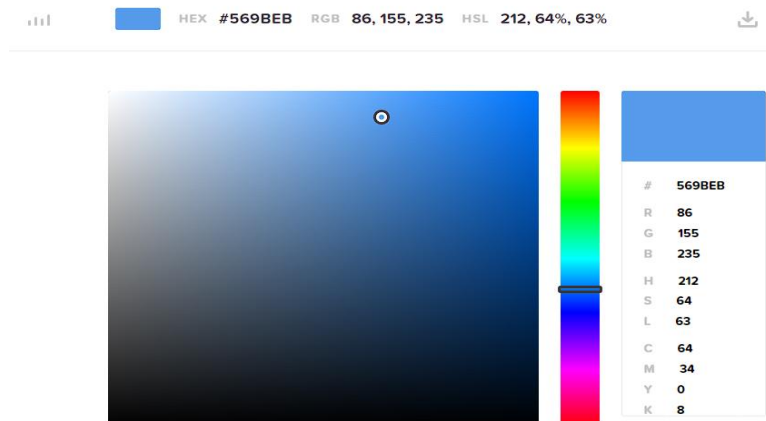 HEX #569BEB RGB 86, 155, 235 HSL 212, 64%, 63%
# 569BEB
R 86
G 155
B 235
H 212
S 64
L 63
C 64
M 34
Y 0
K 8